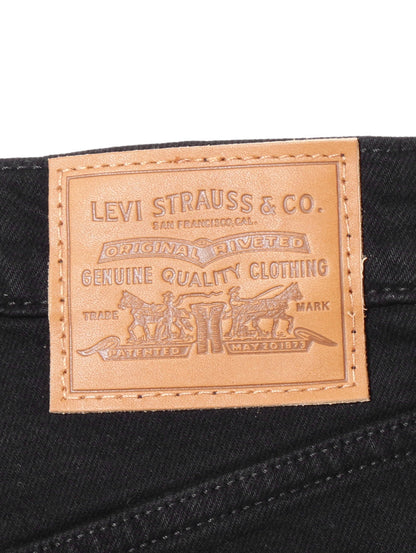 LEVI STRAUSS & CO.
SAN FRANCISCO, CAL.
ORIGINAL RIVETED
GENUINE QUALITY CLOTHING
TRADE MARK
PATENTED MAY 20 1873